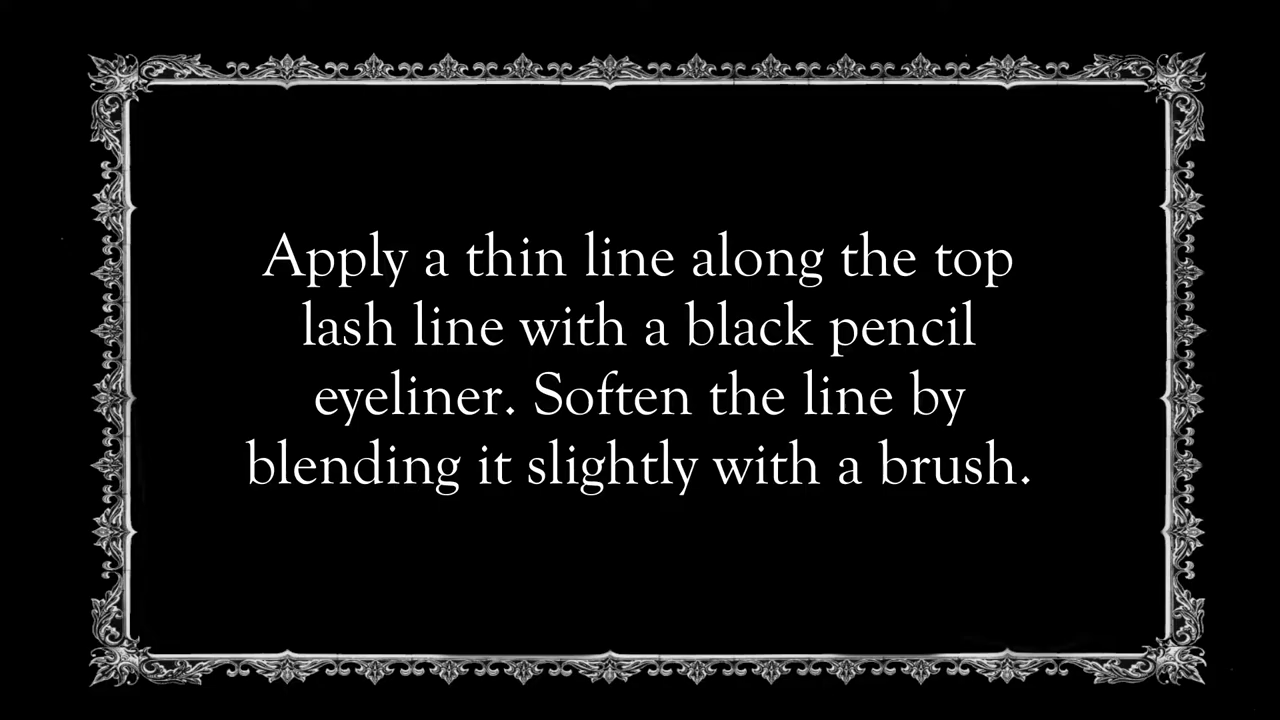 Apply a thin line along the top
lash line with a black pencil
eyeliner. Soften the line by
blending it slightly with a brush.